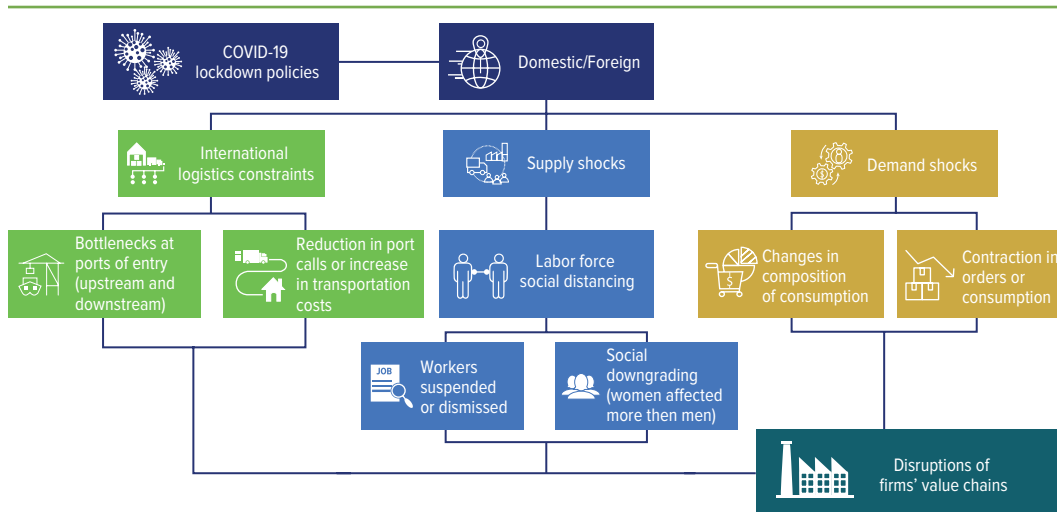 COVID-19
lockdown policies
Domestic/Foreign
International
logistics constraints
Supply shocks
Demand shocks
Bottlenecks at
ports of entry
(upstream and
downstream)
Reduction in port
calls or increase
in transportation
costs
Labor force
social distancing
Changes in
composition
of consumption
Contraction in
orders or
consumption
JOB
Workers
suspended
or dismissed
Social
downgrading
(women affected
more then men)
Disruptions of
firms' value chains